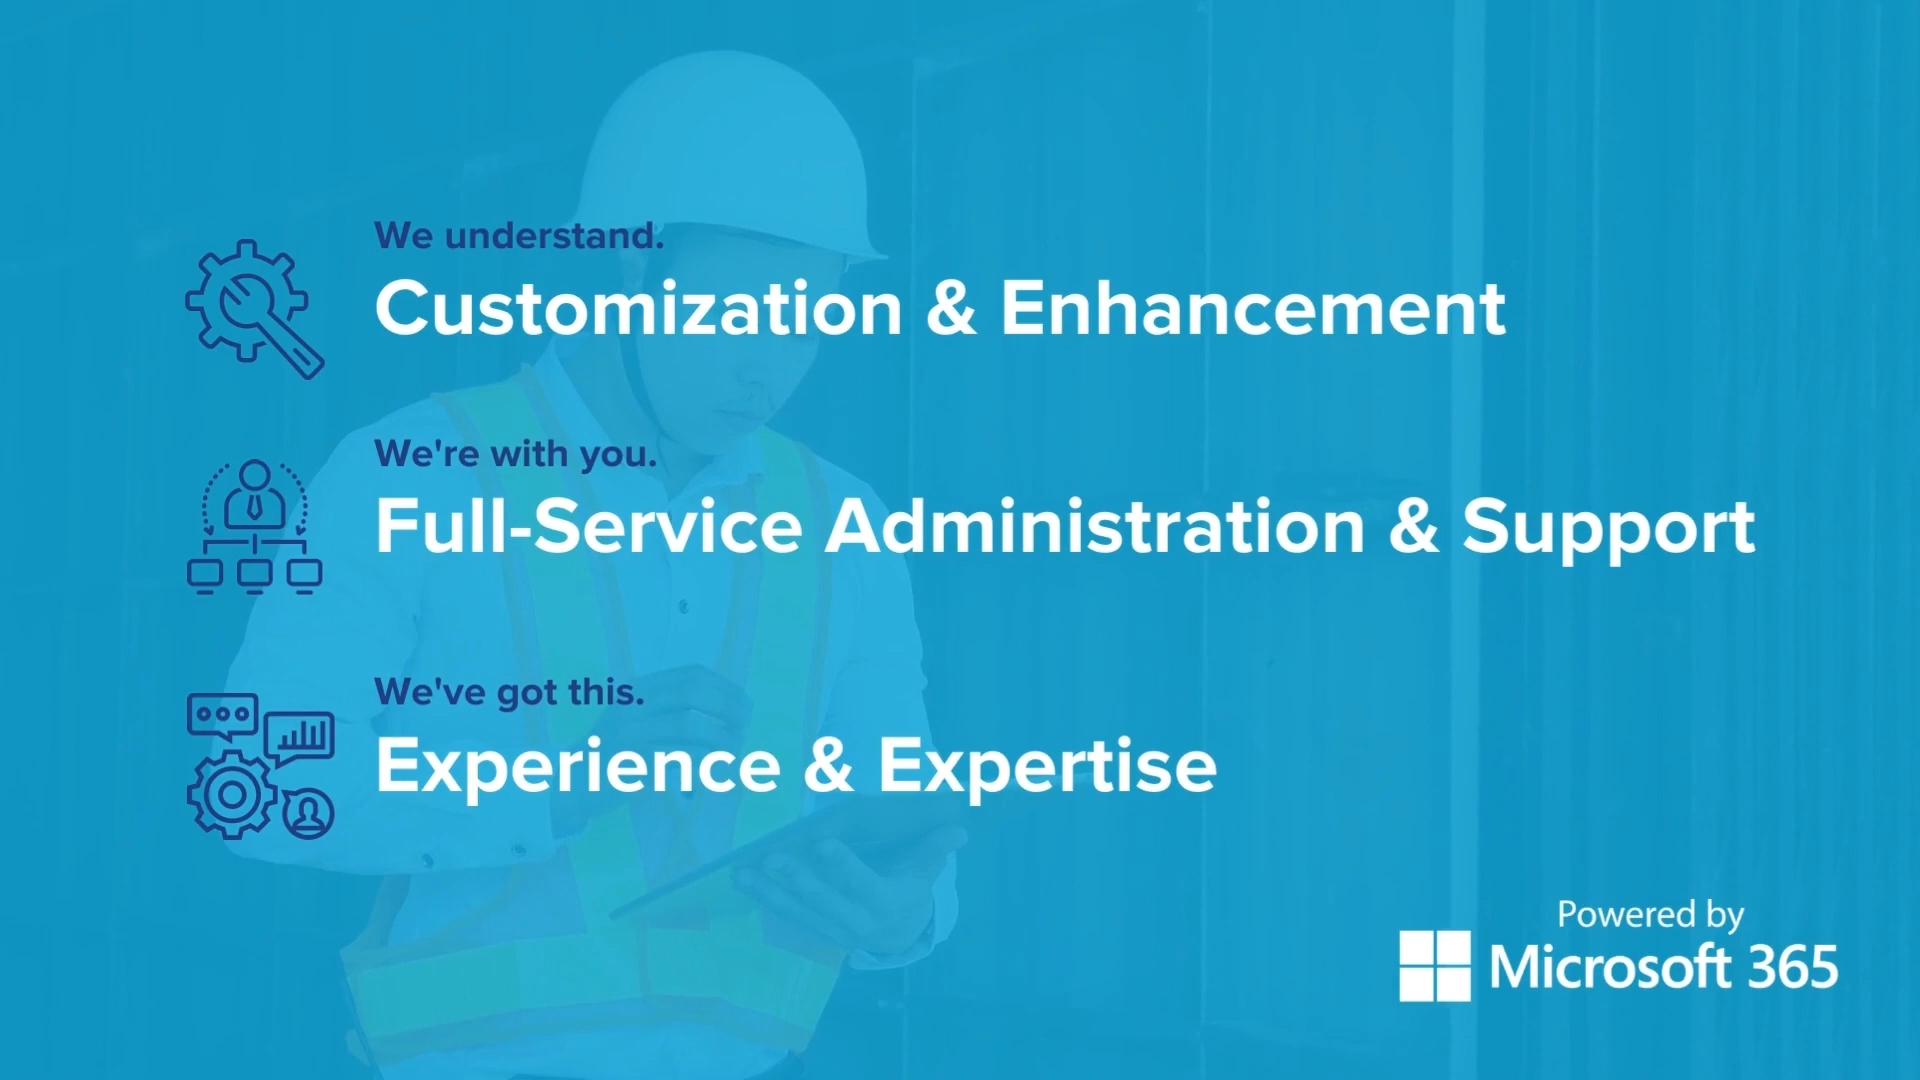 We understand.
Customization & Enhancement
We're with you.
Full-Service Administration & Support
We've got this.
Experience & Expertise
Powered by
Microsoft 365